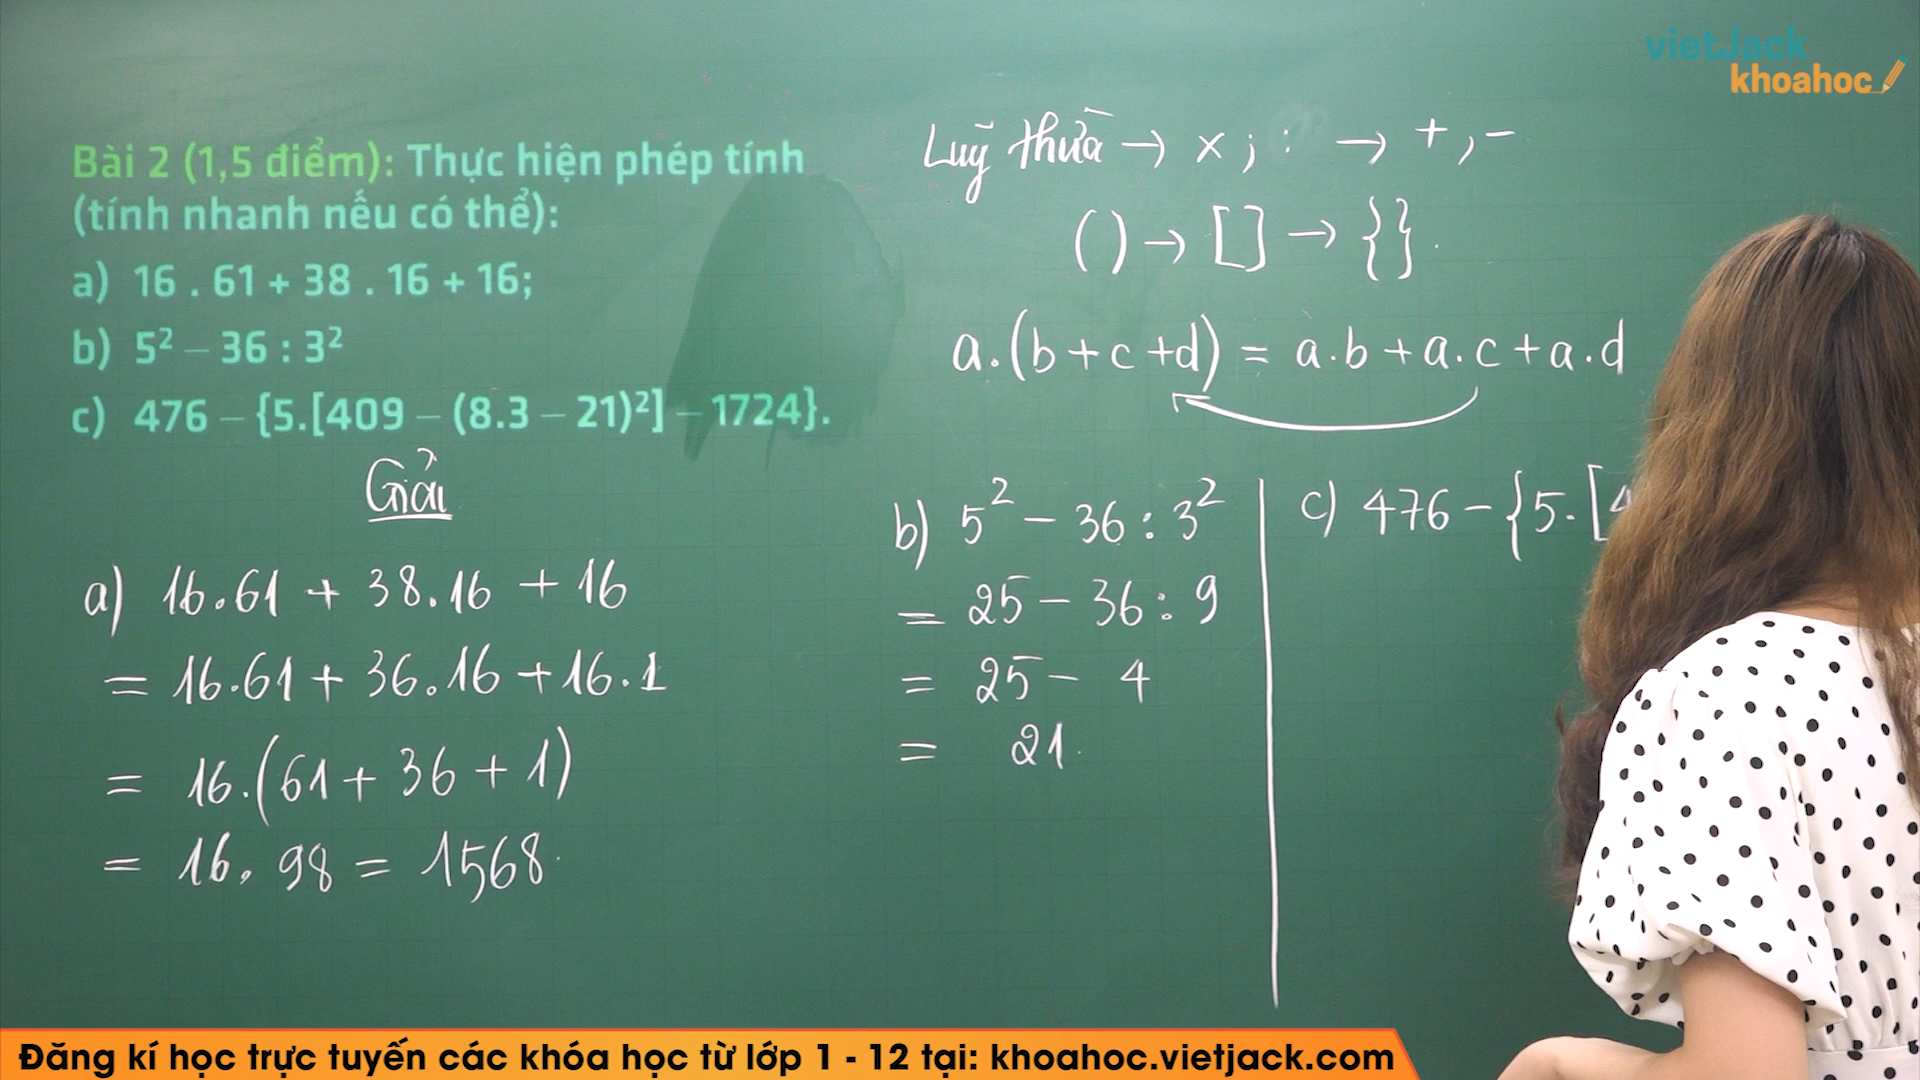 vietJack
khoahoc
Bài 2 (1,5 điểm): Thực hiện phép tính
(tính nhanh nếu có thể):
a) 16 . 61 + 38 . 16 + 16;
b) 5² – 36 : 3²
c) 476 – {5.[409 – (8.3 – 21)²] – 1724}.
Giải
a) 16.61 + 38.16 + 16
= 16.61 + 36.16 + 16.1
= 16.(61 + 36 + 1)
= 16. 98 = 1568.
Luỹ thừa → × ; : → + , -
( ) → [ ] → { }.
a.(b + c + d) = a.b + a.c + a.d
b) 5² - 36 : 3²
= 25 - 36 : 9
= 25 - 4
= 21.
c) 476 - {5.[4
Đăng kí học trực tuyến các khóa học từ lớp 1 - 12 tại: khoahoc.vietjack.com